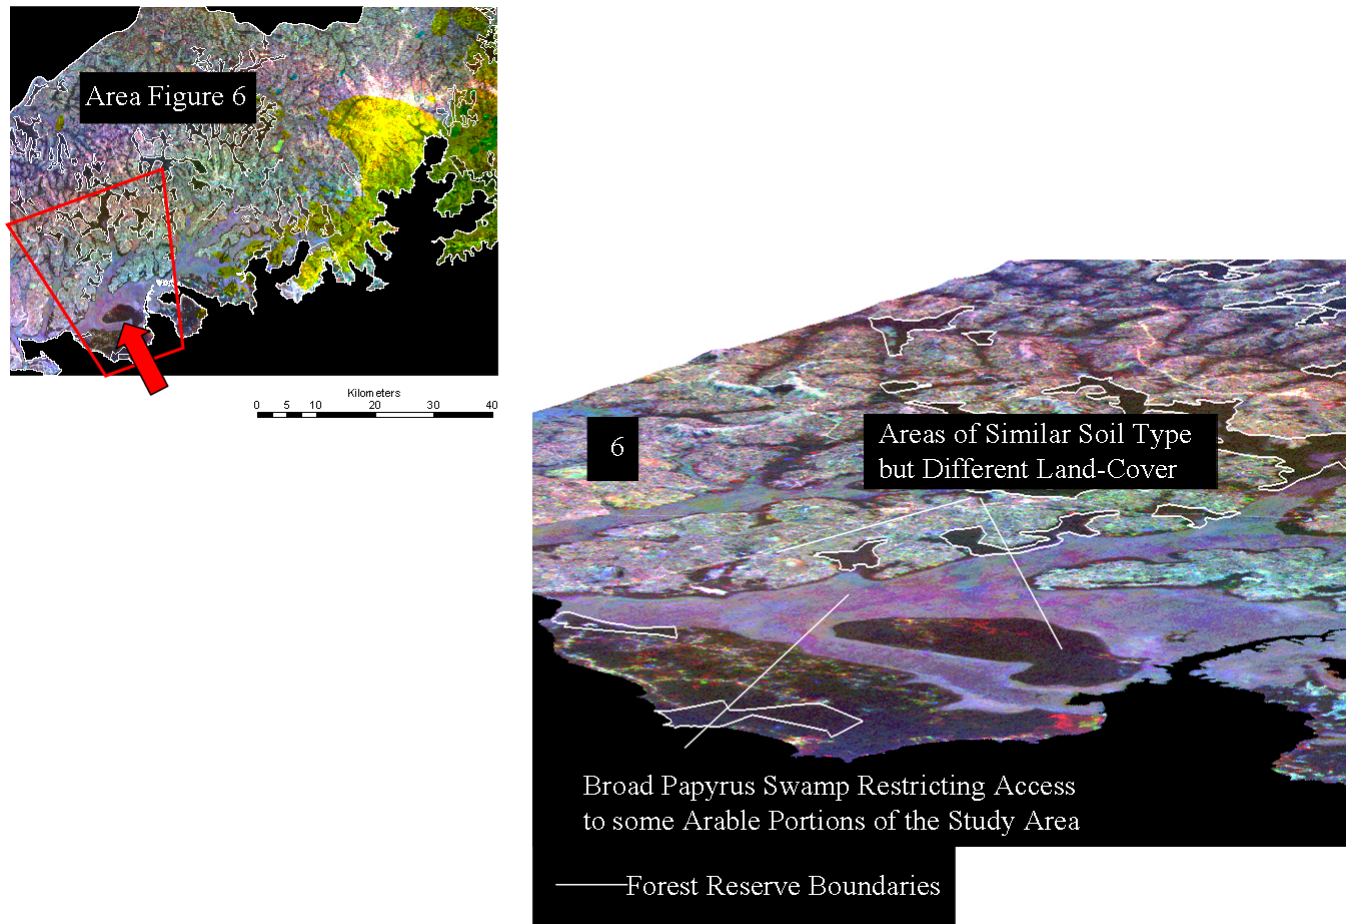 Area Figure 6
Kilometers
0 5 10 20 30 40
6
Areas of Similar Soil Type
but Different Land-Cover
Broad Papyrus Swamp Restricting Access
to some Arable Portions of the Study Area
Forest Reserve Boundaries